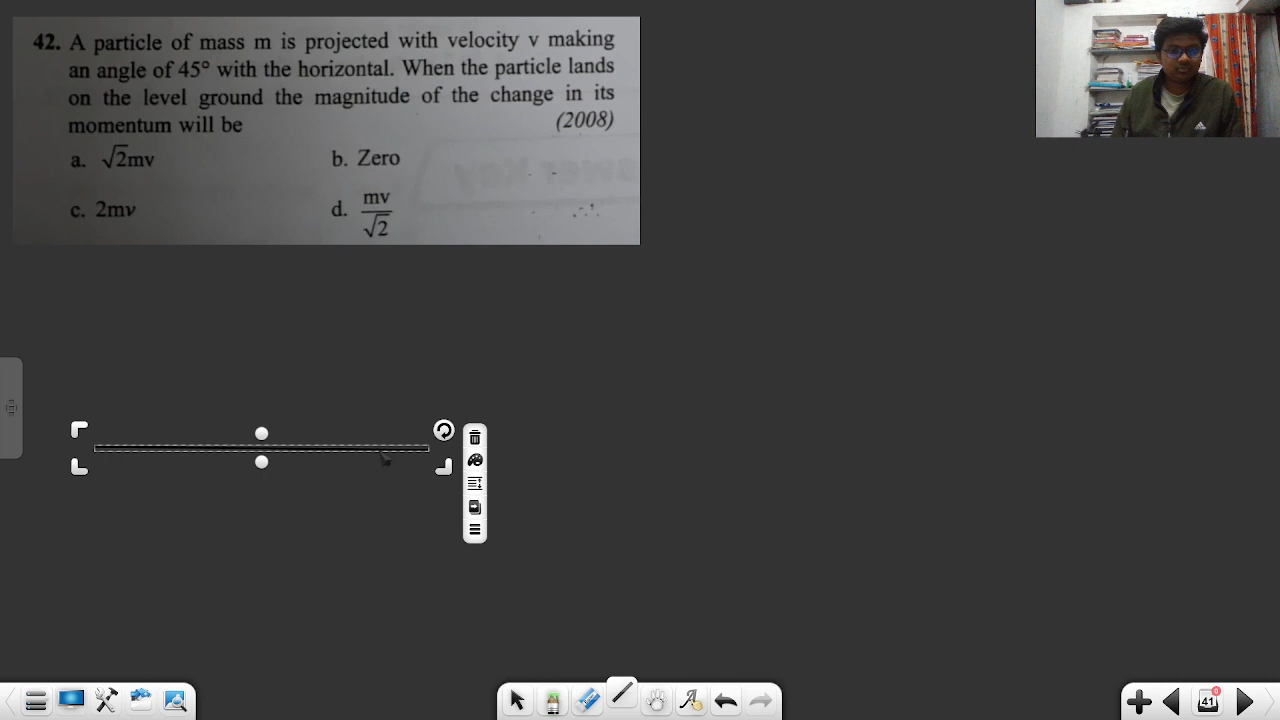 42. A particle of mass m is projected with velocity v making
an angle of 45° with the horizontal. When the particle lands
on the level ground the magnitude of the change in its
momentum will be (2008)
a. √2mv b. Zero
c. 2mv d. mv/√2
41
0